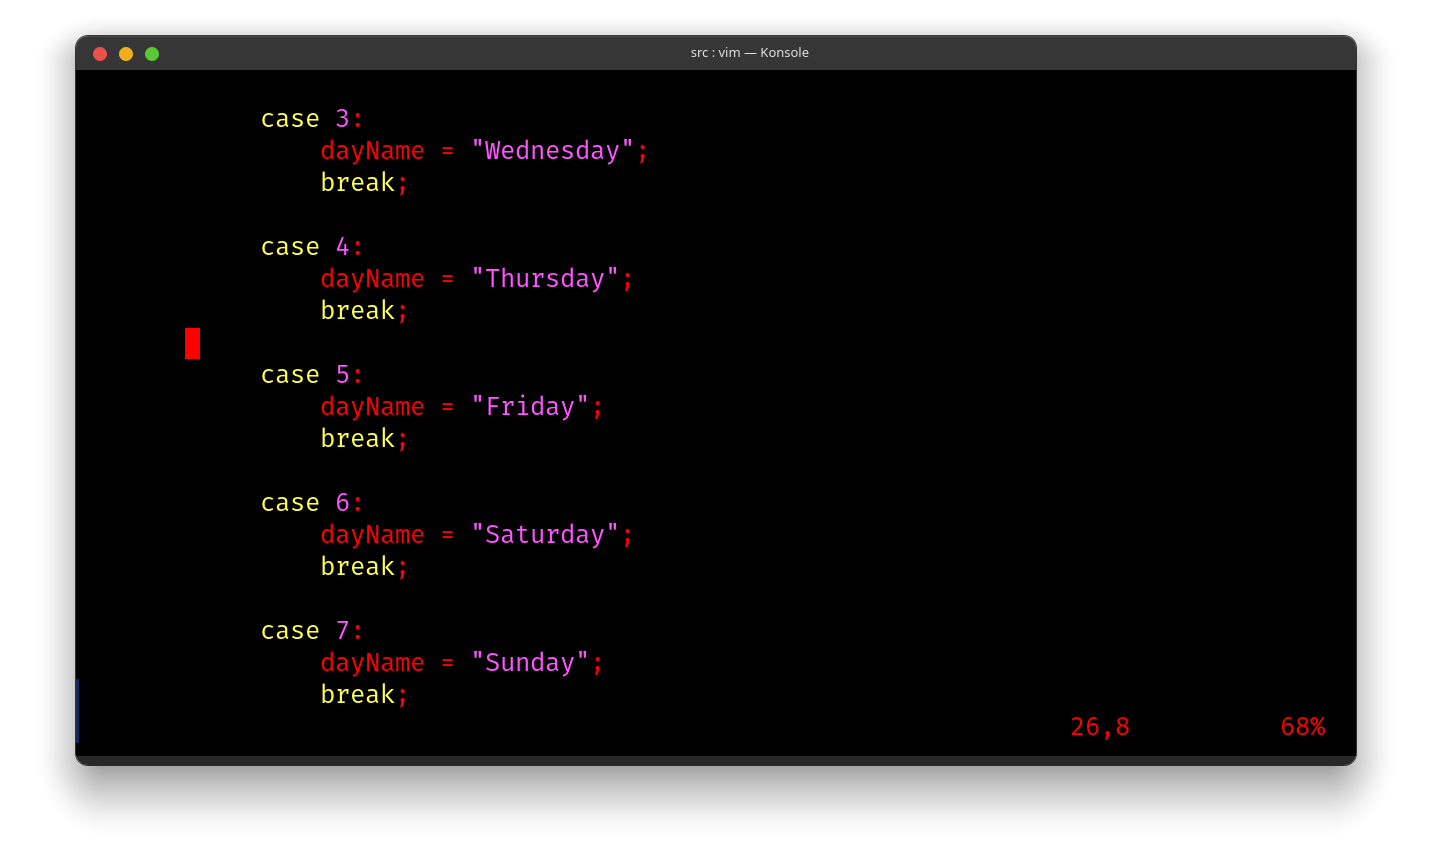 src : vim — Konsole
case 3:
dayName = "Wednesday";
break;
case 4:
dayName = "Thursday";
break;
case 5:
dayName = "Friday";
break;
case 6:
dayName = "Saturday";
break;
case 7:
dayName = "Sunday";
break;
26,8 68%